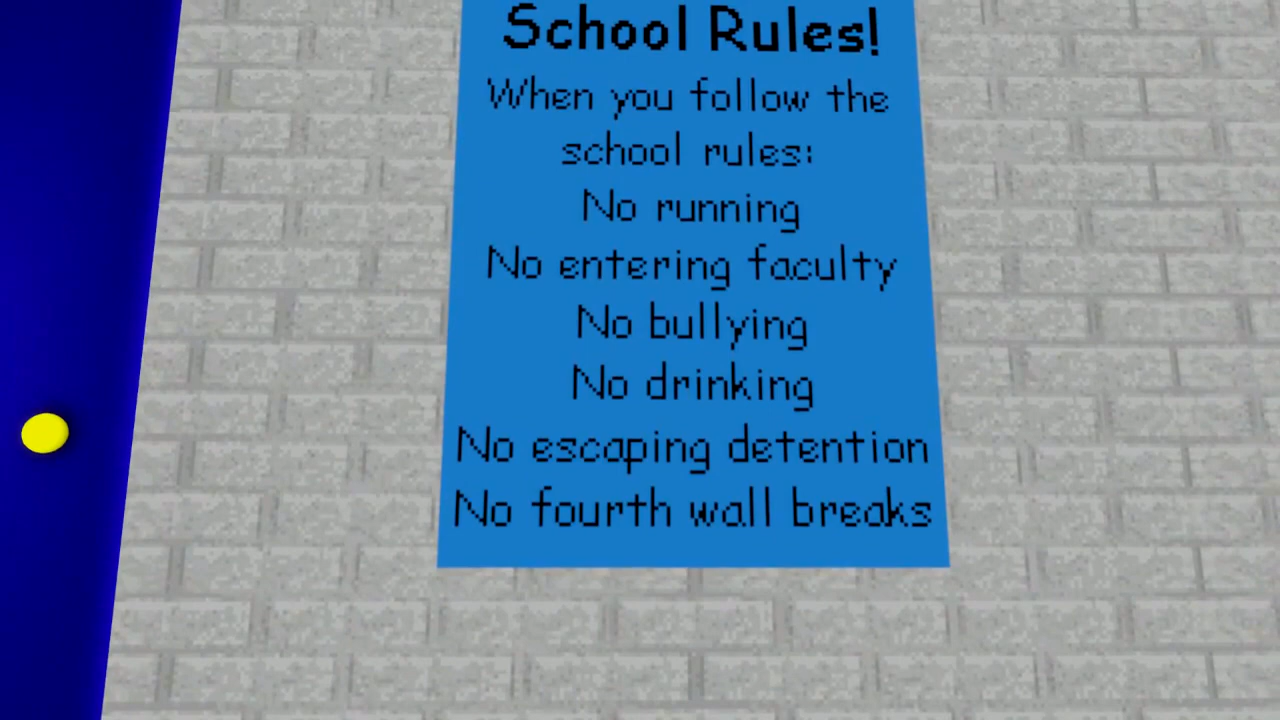 School Rules!
When you follow the
school rules:
No running
No entering faculty
No bullying
No drinking
No escaping detention
No fourth wall breaks